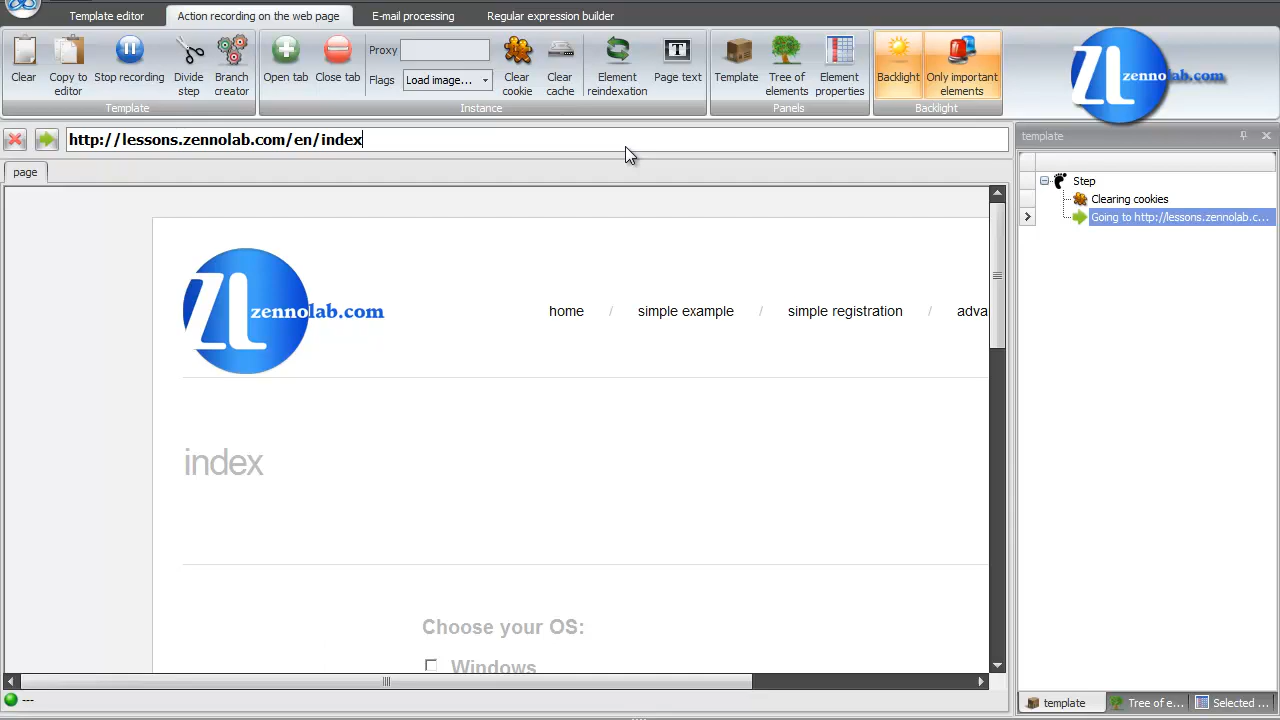 Template editor
Action recording on the web page
E-mail processing
Regular expression builder
Clear
Copy to editor
Stop recording
Divide step
Branch creator
Open tab
Close tab
Proxy
Flags
Load image...
Clear cookie
Clear cache
Element reindexation
Page text
Template
Tree of elements
Element properties
Backlight
Only important elements
Template
Instance
Panels
Backlight
ZL zennolab.com
http://lessons.zennolab.com/en/index
template
page
Step
Clearing cookies
Going to http://lessons.zennolab.c...
ZL zennolab.com
home / simple example / simple registration / adva
index
Choose your OS:
Windows
---
template
Tree of e...
Selected ...